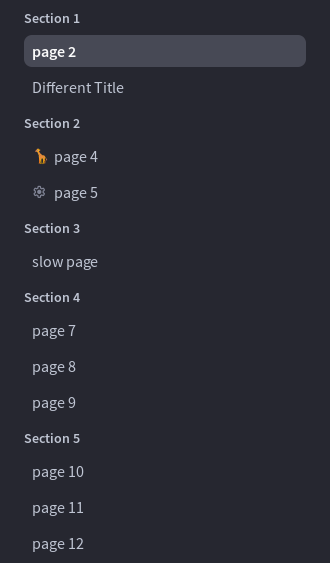 Section 1
page 2
Different Title
Section 2
page 4
page 5
Section 3
slow page
Section 4
page 7
page 8
page 9
Section 5
page 10
page 11
page 12